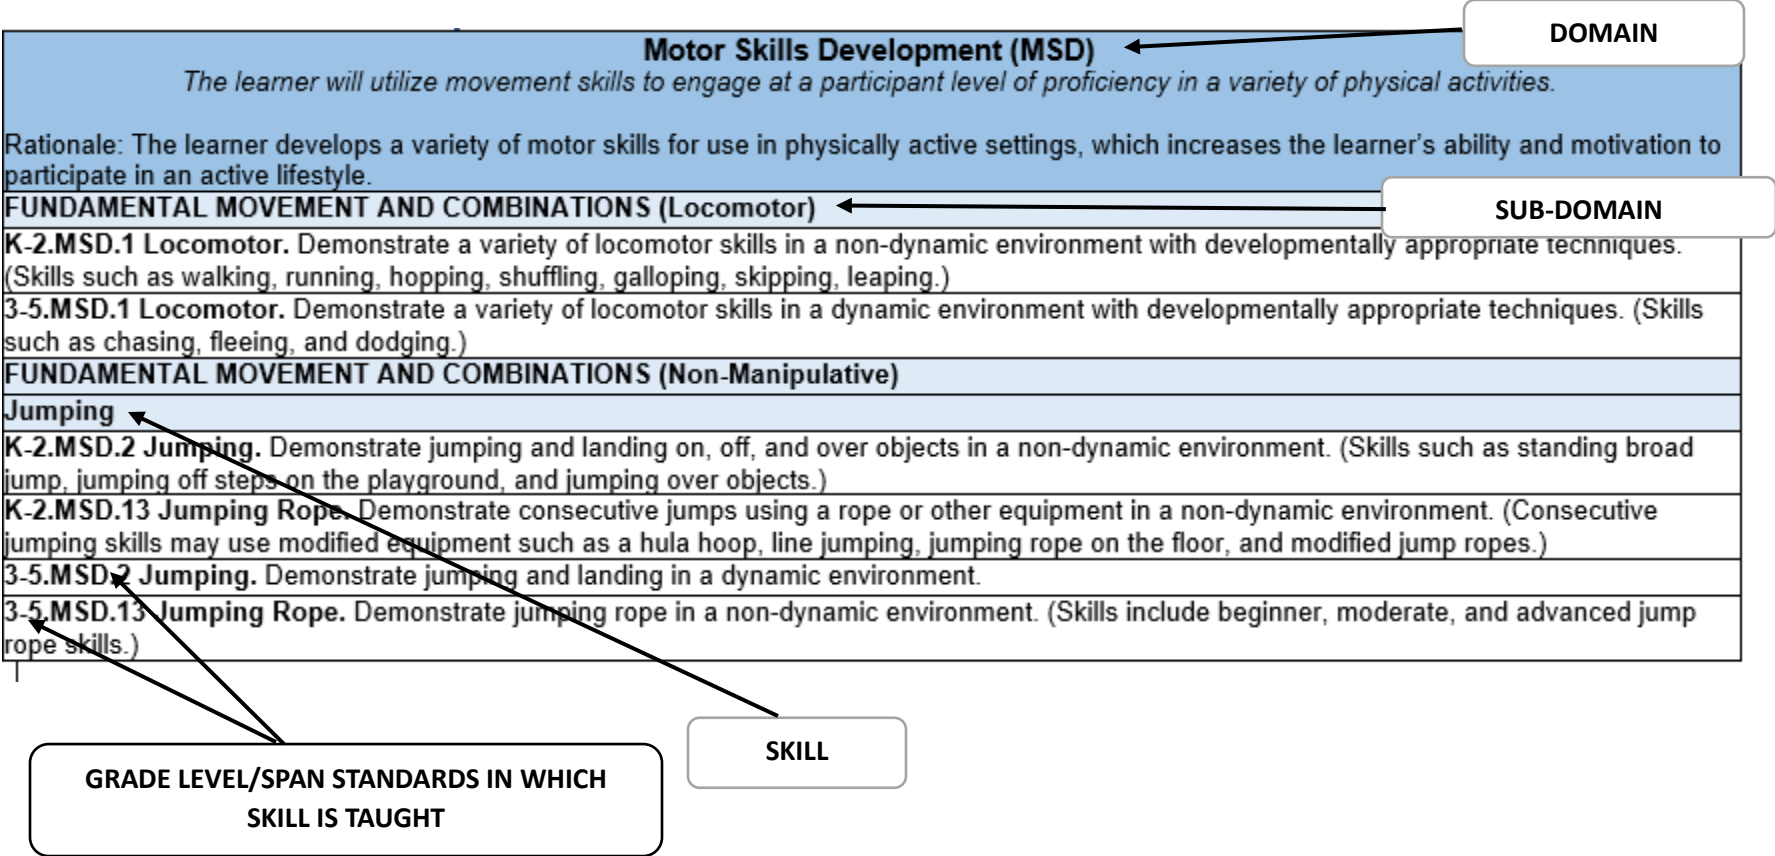 DOMAIN
Motor Skills Development (MSD)
The learner will utilize movement skills to engage at a participant level of proficiency in a variety of physical activities.
Rationale: The learner develops a variety of motor skills for use in physically active settings, which increases the learner’s ability and motivation to
participate in an active lifestyle.
FUNDAMENTAL MOVEMENT AND COMBINATIONS (Locomotor)
SUB-DOMAIN
K-2.MSD.1 Locomotor. Demonstrate a variety of locomotor skills in a non-dynamic environment with developmentally appropriate techniques.
(Skills such as walking, running, hopping, shuffling, galloping, skipping, leaping.)
3-5.MSD.1 Locomotor. Demonstrate a variety of locomotor skills in a dynamic environment with developmentally appropriate techniques. (Skills
such as chasing, fleeing, and dodging.)
FUNDAMENTAL MOVEMENT AND COMBINATIONS (Non-Manipulative)
Jumping
K-2.MSD.2 Jumping. Demonstrate jumping and landing on, off, and over objects in a non-dynamic environment. (Skills such as standing broad
jump, jumping off steps on the playground, and jumping over objects.)
K-2.MSD.13 Jumping Rope. Demonstrate consecutive jumps using a rope or other equipment in a non-dynamic environment. (Consecutive
jumping skills may use modified equipment such as a hula hoop, line jumping, jumping rope on the floor, and modified jump ropes.)
3-5.MSD.2 Jumping. Demonstrate jumping and landing in a dynamic environment.
3-5.MSD.13 Jumping Rope. Demonstrate jumping rope in a non-dynamic environment. (Skills include beginner, moderate, and advanced jump
rope skills.)
SKILL
GRADE LEVEL/SPAN STANDARDS IN WHICH
SKILL IS TAUGHT